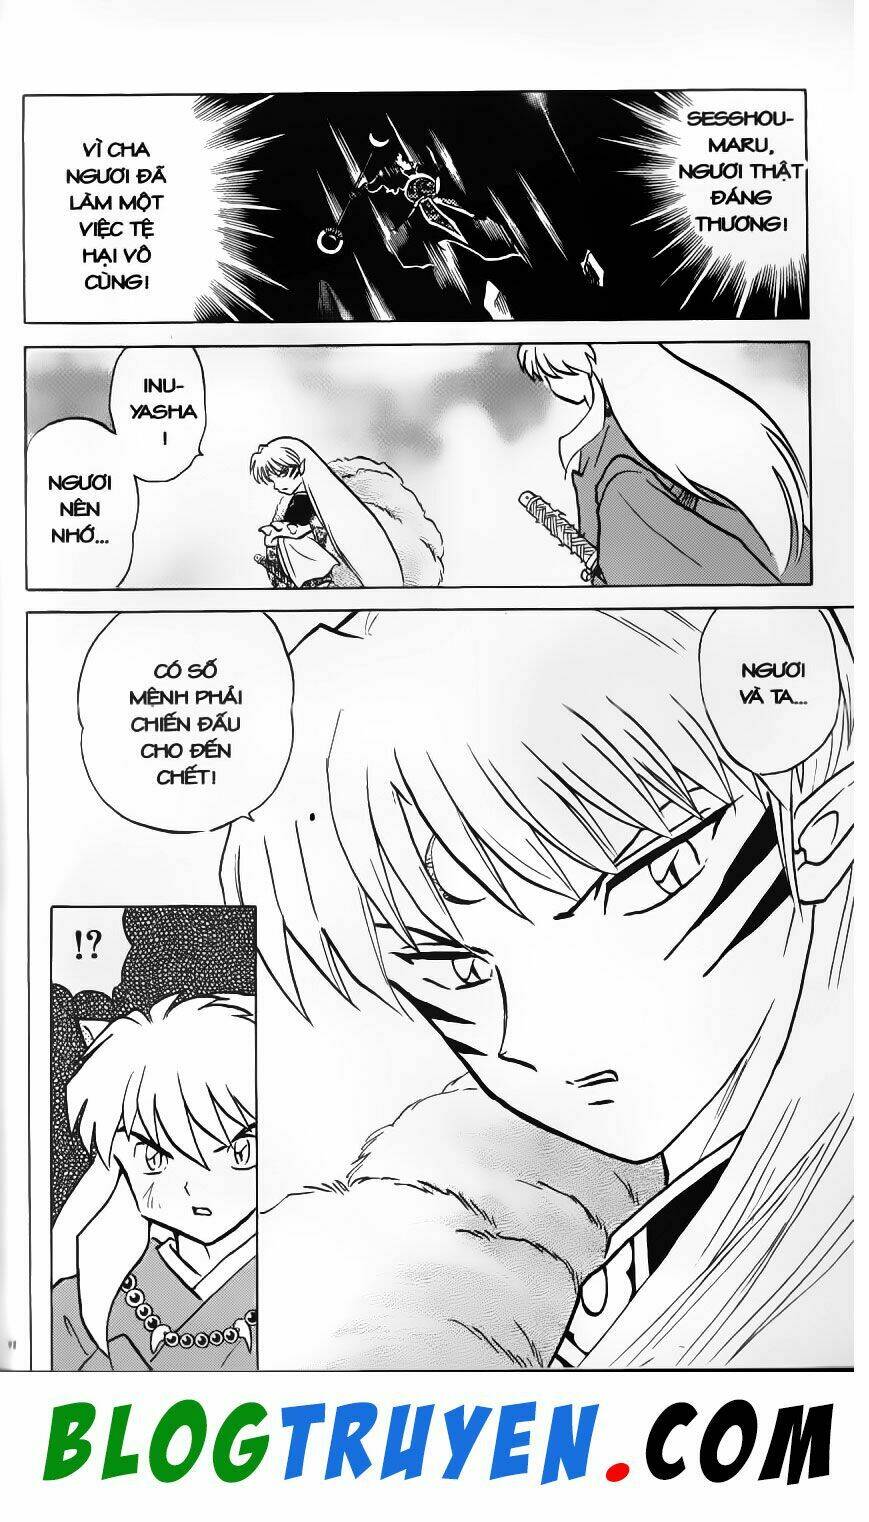 SESSHOU-
MARU,
NGƯƠI THẬT
ĐÁNG
THƯƠNG!
VÌ CHA
NGƯƠI ĐÃ
LÀM MỘT
VIỆC TỆ
HẠI VÔ
CÙNG!
INU-
YASHA
!
NGƯƠI
NÊN
NHỚ...
NGƯƠI
VÀ TA...
CÓ SỐ
MỆNH PHẢI
CHIẾN ĐẤU
CHO ĐẾN
CHẾT!
!?
BLOGTRUYEN.COM